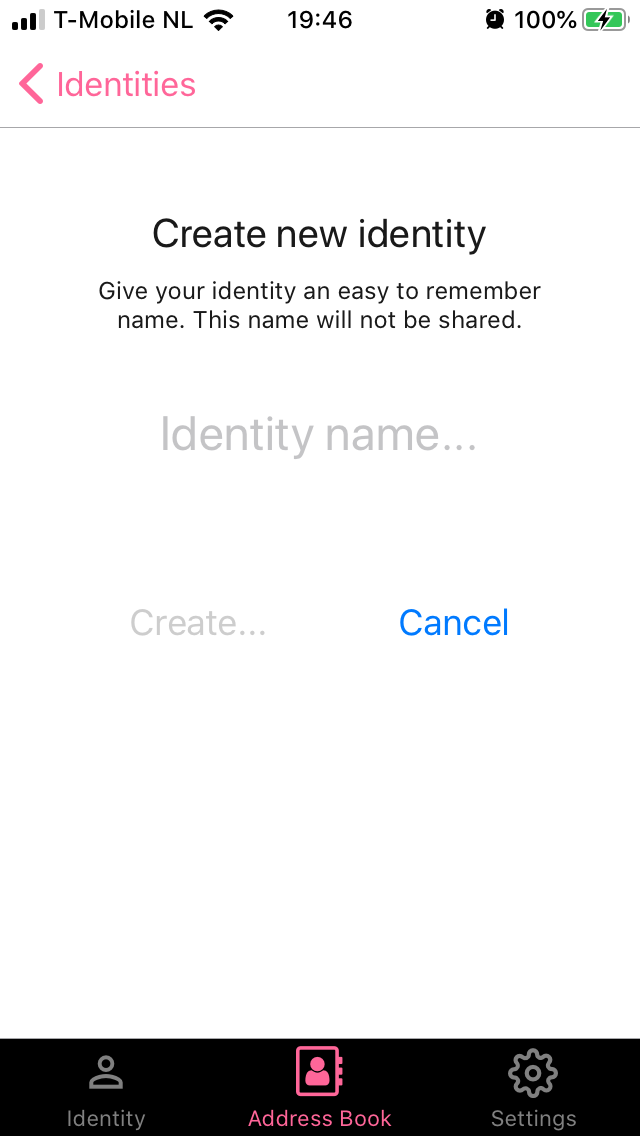 T-Mobile NL 19:46 100%
Identities
Create new identity
Give your identity an easy to remember
name. This name will not be shared.
Identity name...
Create... Cancel
Identity Address Book Settings